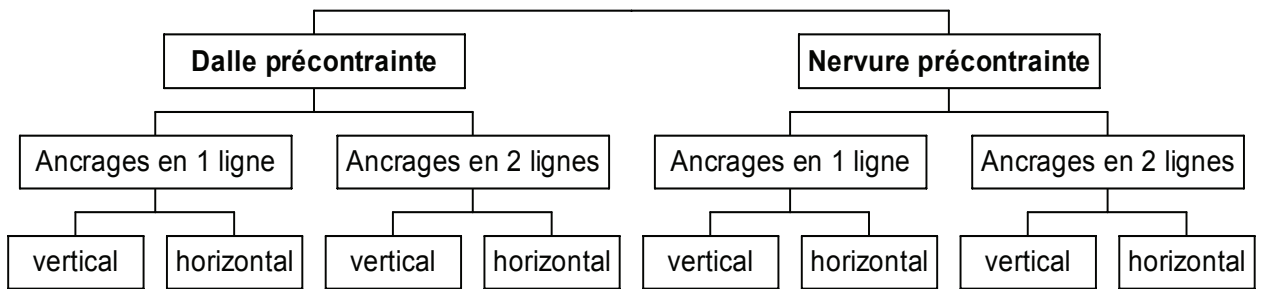 Dalle précontrainte
Nervure précontrainte
Ancrages en 1 ligne
Ancrages en 2 lignes
Ancrages en 1 ligne
Ancrages en 2 lignes
vertical
horizontal
vertical
horizontal
vertical
horizontal
vertical
horizontal